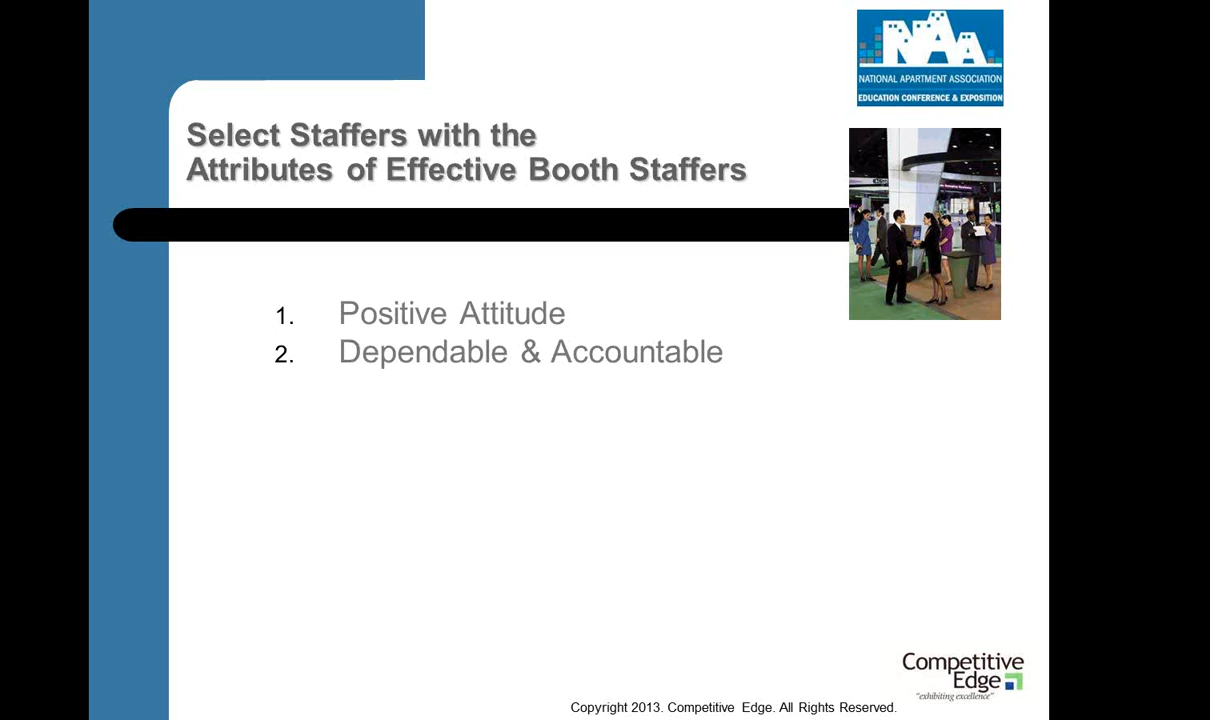 NAA
NATIONAL APARTMENT ASSOCIATION
EDUCATION CONFERENCE & EXPOSITION
Select Staffers with the
Attributes of Effective Booth Staffers
1. Positive Attitude
2. Dependable & Accountable
Competitive
Edge
"exhibiting excellence"
Copyright 2013. Competitive Edge. All Rights Reserved.